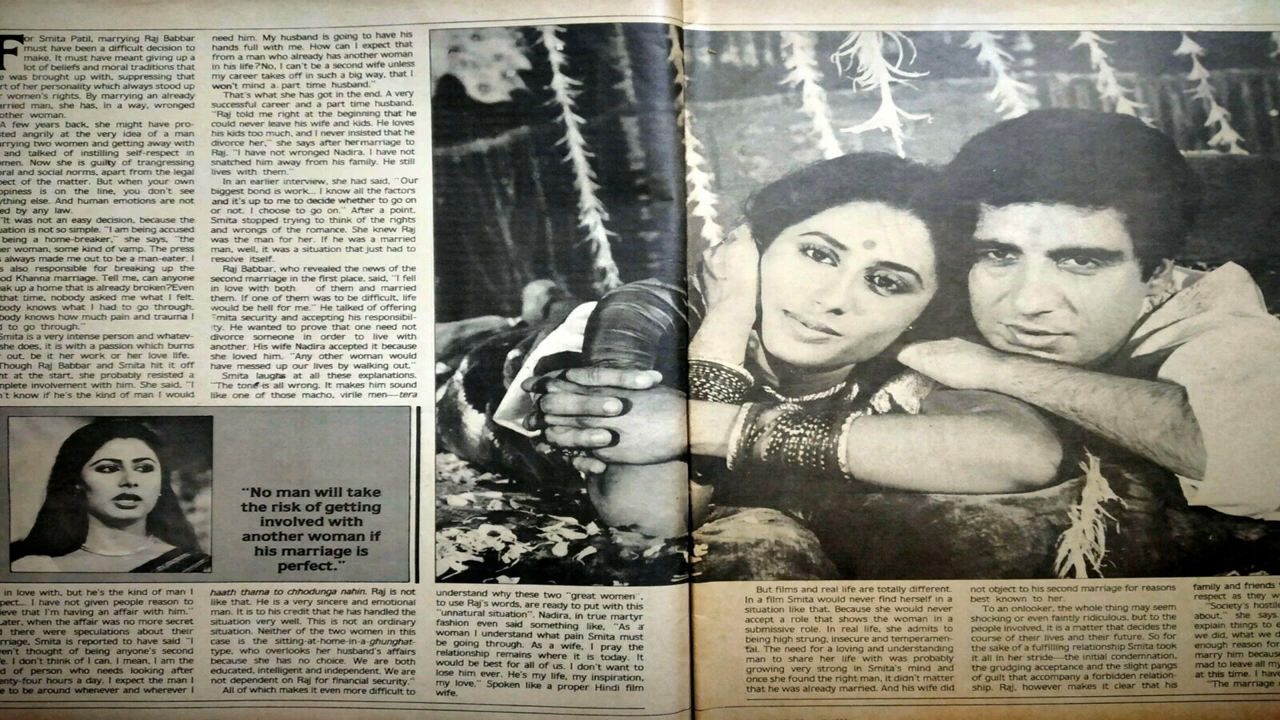 For Smita Patil, marrying Raj Babbar
must have been a difficult decision to
make. It must have meant giving up a
lot of beliefs and moral traditions that
was brought up with, suppressing that
of her personality which always stood up
women's rights. By marrying an already
man, she has, in a way, wronged
other woman.
A few years back, she might have pro-
angrily at the very idea of a man
two women and getting away with
and talked of instilling self-respect in
Now she is guilty of trangressing
and social norms, apart from the legal
of the matter. But when your own
is on the line, you don't see
else. And human emotions are not
by any law.
"It was not an easy decision, because the
is not so simple. "I am being accused
being a home-breaker," she says, "the
woman, some kind of vamp. The press
always made me out to be a man-eater. I
also responsible for breaking up the
Khanna marriage. Tell me, can anyone
up a home that is already broken?Even
that time, nobody asked me what I felt.
knows what I had to go through.
knows how much pain and trauma I
to go through."
Smita is a very intense person and whatev-
she does, it is with a passion which burns
out, be it her work or her love life.
Though Raj Babbar and Smita hit it off
at the start, she probably resisted a
involvement with him. She said, "I
know if he's the kind of man I would
need him. My husband is going to have his
hands full with me. How can I expect that
from a man who already has another woman
in his life?No, I can't be a second wife unless
my career takes off in such a big way, that I
won't mind a part time husband."
That's what she has got in the end. A very
successful career and a part time husband.
"Raj told me right at the beginning that he
could never leave his wife and kids. He loves
his kids too much, and I never insisted that he
divorce her," she says after her marriage to
Raj. "I have not wronged Nadira. I have not
snatched him away from his family. He still
lives with them."
In an earlier interview, she had said, "Our
biggest bond is work... I know all the factors
and it's up to me to decide whether to go on
or not. I choose to go on." After a point,
Smita stopped trying to think of the rights
and wrongs of the romance. She knew Raj
was the man for her. If he was a married
man, well, it was a situation that just had to
resolve itself.
Raj Babbar, who revealed the news of the
second marriage in the first place, said, "I fell
in love with both of them and married
them. If one of them was to be difficult, life
would be hell for me." He talked of offering
mita security and accepting his responsibil-
ty. He wanted to prove that one need not
divorce someone in order to live with
another. His wife Nadira accepted it because
she loved him. "Any other woman would
have messed up our lives by walking out."
Smita laughs at all these explanations.
"The tone is all wrong. It makes him sound
like one of those macho, virile men—tera
"No man will take
the risk of getting
involved with
another woman if
his marriage is
perfect."
in love with, but he's the kind of man I
I have not given people reason to
that I'm having an affair with him."
when the affair was no more secret
there were speculations about their
Smita is reported to have said "I
thought of being anyone's second
I don't think of I can. I mean, I am the
of person who needs looking after
hours a day. I expect the man I
to be around whenever and wherever I
haath thama to chhodunga nahin. Raj is not
like that. He is a very sincere and emotional
man. It is to his credit that he has handled the
situation very well. This is not an ordinary
situation. Neither of the two women in this
case is the sitting-at-home-in-a-ghunghat-
type, who overlooks her husband's affairs
because she has no choice. We are both
educated, intelligent and independent. We are
not dependent on Raj for financial security."
All of which makes it even more difficult to
understand why these two "great women",
to use Raj's words, are ready to put with this
"unnatural situation". Nadira, in true martyr
fashion even said something like, "As a
woman I understand what pain Smita must
be going through. As a wife, I pray the
relationship remains where it is today. It
would be best for all of us. I don't want to
lose him ever. He's my life, my inspiration,
my love." Spoken like a proper Hindi film
wife.
But films and real life are totally different.
In a film Smita would never find herself in a
situation like that. Because she would never
accept a role that shows the woman in a
submissive role. In real life, she admits to
being high strung, insecure and temperamen-
tal. The need for a loving and understanding
man to share her life with was probably
growing very strong in Smita's mind and
once she found the right man, it didn't matter
that he was already married. And his wife did
not object to his second marriage for reasons
best known to her.
To an onlooker, the whole thing may seem
shocking or even faintly ridiculous, but to the
people involved, it is a matter that decides the
course of their lives and their future. So for
the sake of a fulfilling relationship Smita took
it all in her stride—the initial condemnation,
the grudging acceptance and the slight pangs
of guilt that accompany a forbidden relation-
ship. Raj, however makes it clear that his
family and friends
respect as they
"Society's
about," she says
explain things to
we did, what we
enough reason for
marry him because
mad to leave all my
at this time. I have
"The marriage